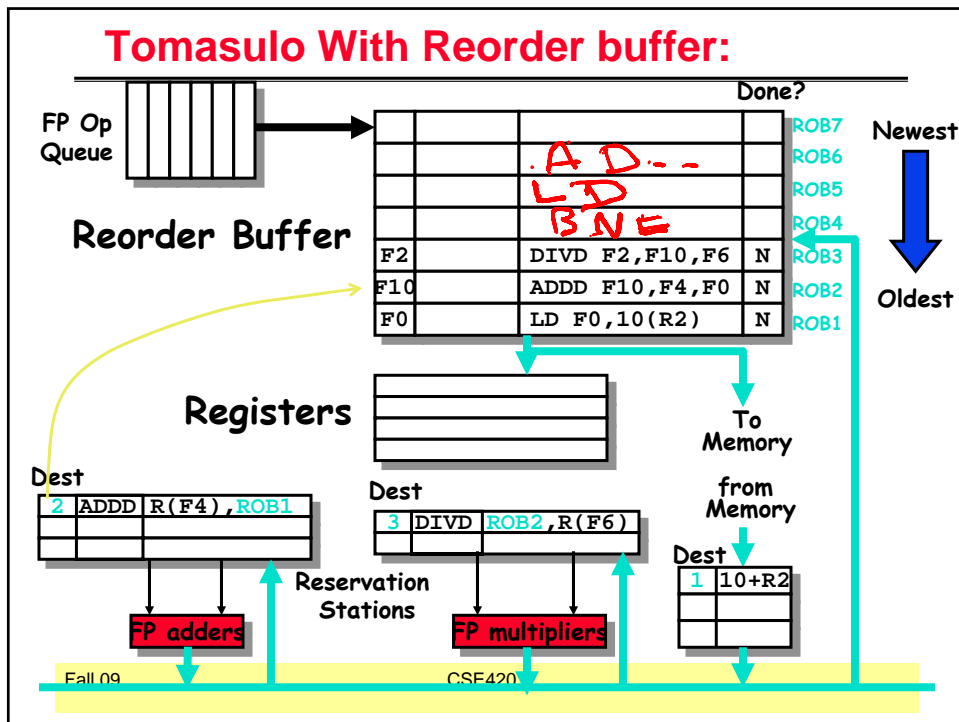 Tomasulo With Reorder buffer:
Done?
FP Op
Queue
ROB7
Newest
.A D...
ROB6
LD
ROB5
BNE
ROB4
Reorder Buffer
F2 DIVD F2,F10,F6 N ROB3
F10 ADDD F10,F4,F0 N ROB2
Oldest
F0 LD F0,10(R2) N ROB1
Registers
To
Memory
Dest
2 ADDD R(F4),ROB1
Dest
3 DIVD ROB2,R(F6)
from
Memory
Dest
1 10+R2
Reservation
Stations
FP adders
FP multipliers
Fall 09
CSE420